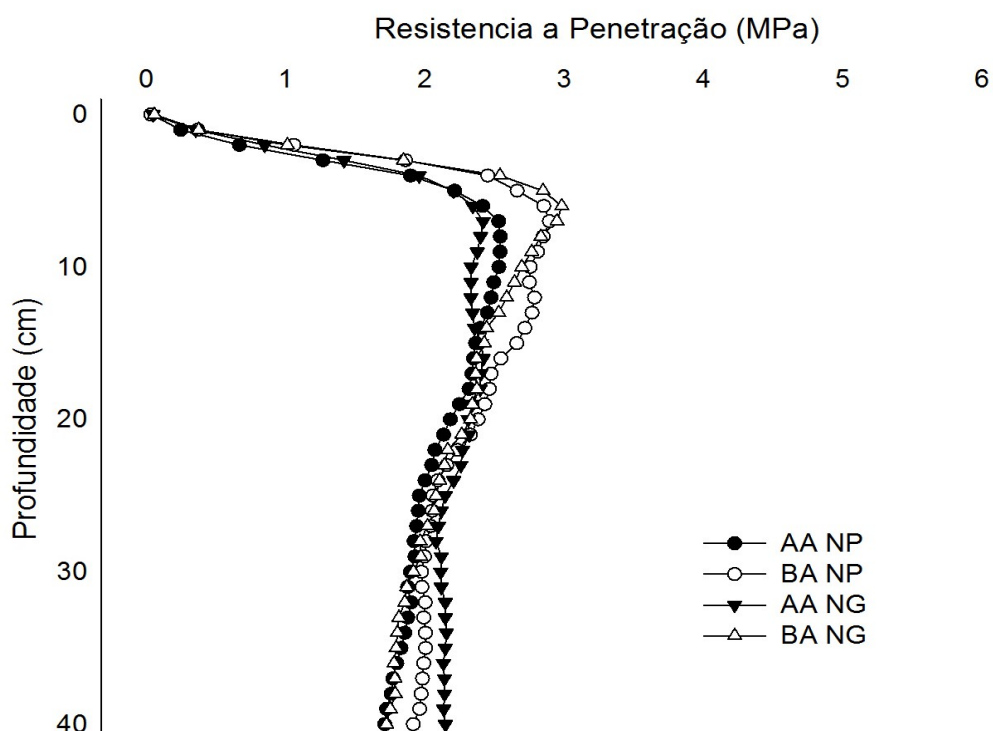 Resistencia a Penetração (MPa)
0 1 2 3 4 5 6
0
10
20
30
40
Profundidade (cm)
AA NP
BA NP
AA NG
BA NG